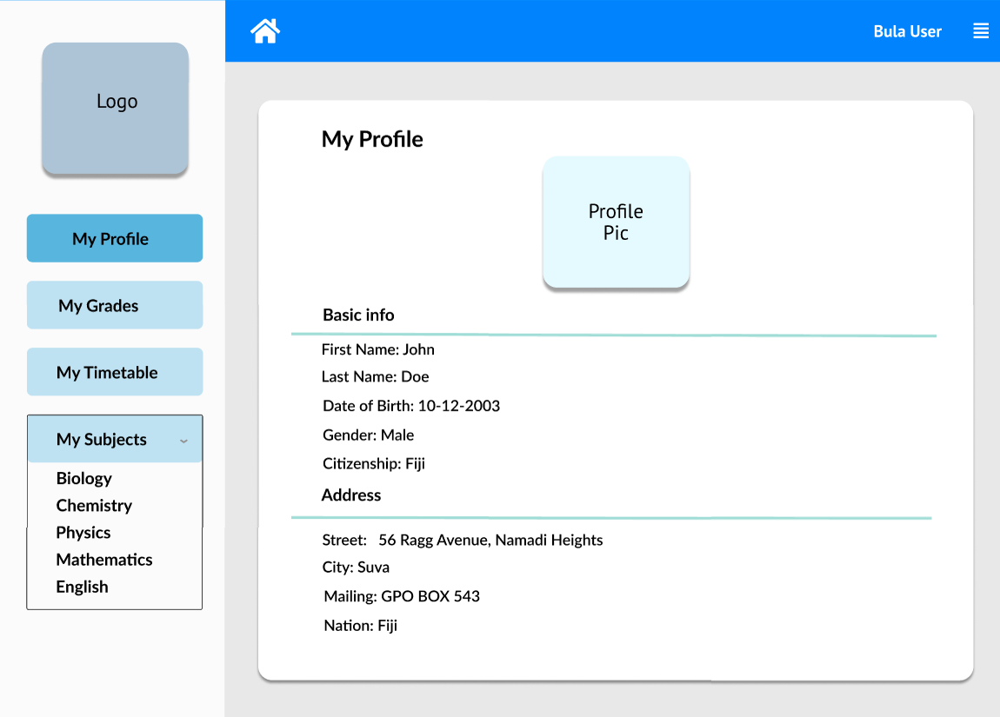 Logo
My Profile
My Grades
My Timetable
My Subjects
Biology
Chemistry
Physics
Mathematics
English
Bula User
My Profile
Profile
Pic
Basic info
First Name: John
Last Name: Doe
Date of Birth: 10-12-2003
Gender: Male
Citizenship: Fiji
Address
Street: 56 Ragg Avenue, Namadi Heights
City: Suva
Mailing: GPO BOX 543
Nation: Fiji